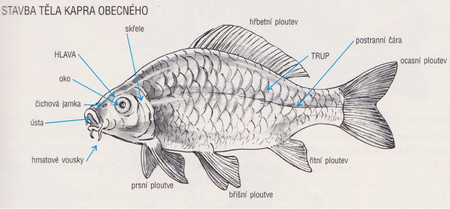 STAVBA TĚLA KAPRA OBECNÉHO
skřele
hřbetní ploutev
postranní čára
HLAVA
TRUP
ocasní ploutev
oko
čichová jamka
ústa
hmatové vousky
řitní ploutev
prsní ploutve
břišní ploutve